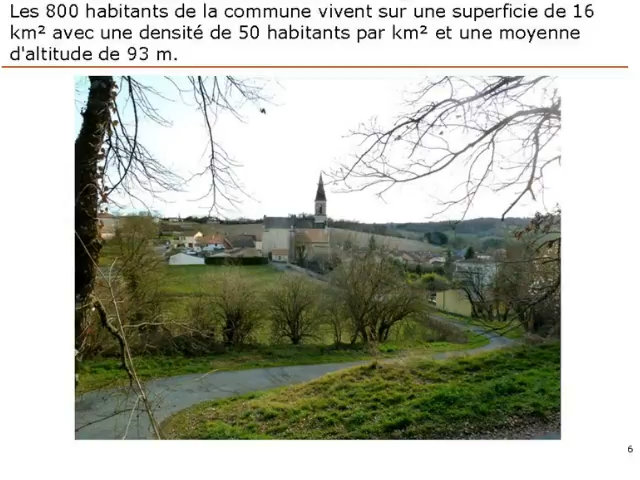 Les 800 habitants de la commune vivent sur une superficie de 16
km² avec une densité de 50 habitants par km² et une moyenne
d'altitude de 93 m.
6